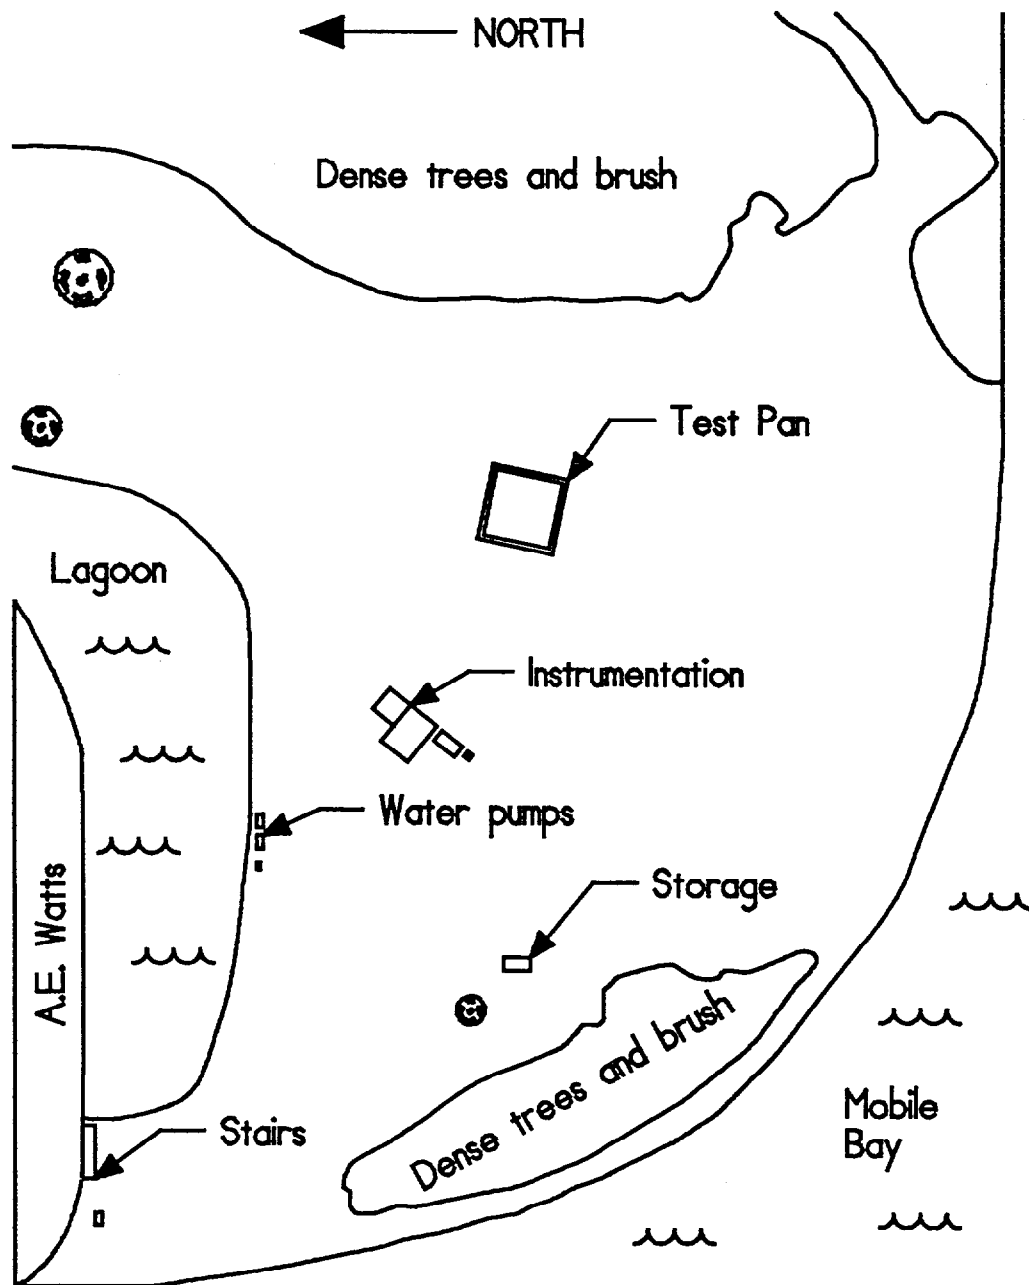 NORTH
Dense trees and brush
Test Pan
Lagoon
Instrumentation
Water pumps
A.E. Watts
Storage
Dense trees and brush
Mobile
Bay
Stairs